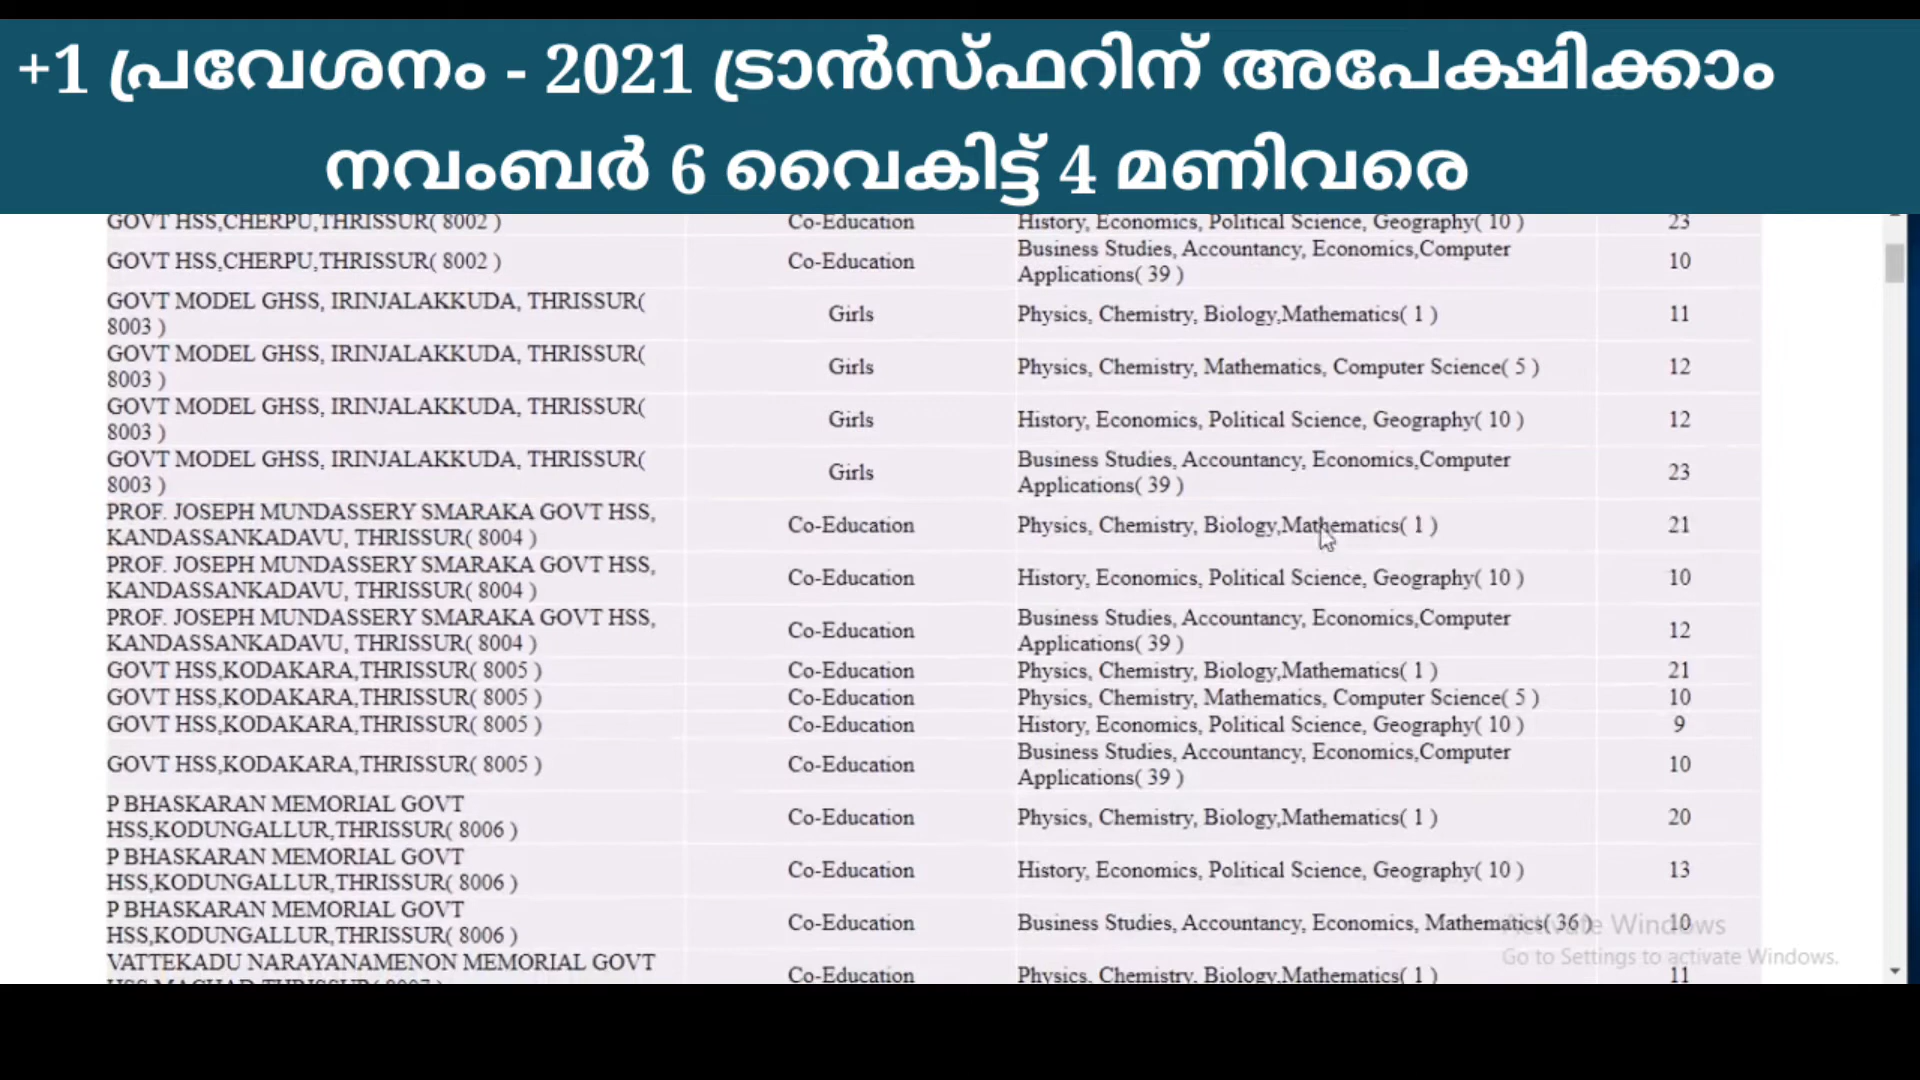 +1 പ്രവേശനം - 2021 ട്രാൻസ്ഫറിന് അപേക്ഷിക്കാം
നവംബർ 6 വൈകിട്ട് 4 മണിവരെ
GOVT HSS,CHERPU,THRISSUR( 8002 ) Co-Education History, Economics, Political Science, Geography( 10 ) 23
GOVT HSS,CHERPU,THRISSUR( 8002 ) Co-Education Business Studies, Accountancy, Economics,Computer
Applications( 39 ) 10
GOVT MODEL GHSS, IRINJALAKKUDA, THRISSUR(
8003 ) Girls Physics, Chemistry, Biology,Mathematics( 1 ) 11
GOVT MODEL GHSS, IRINJALAKKUDA, THRISSUR(
8003 ) Girls Physics, Chemistry, Mathematics, Computer Science( 5 ) 12
GOVT MODEL GHSS, IRINJALAKKUDA, THRISSUR(
8003 ) Girls History, Economics, Political Science, Geography( 10 ) 12
GOVT MODEL GHSS, IRINJALAKKUDA, THRISSUR(
8003 ) Girls Business Studies, Accountancy, Economics,Computer
Applications( 39 ) 23
PROF. JOSEPH MUNDASSERY SMARAKA GOVT HSS,
KANDASSANKADAVU, THRISSUR( 8004 ) Co-Education Physics, Chemistry, Biology,Mathematics( 1 ) 21
PROF. JOSEPH MUNDASSERY SMARAKA GOVT HSS,
KANDASSANKADAVU, THRISSUR( 8004 ) Co-Education History, Economics, Political Science, Geography( 10 ) 10
PROF. JOSEPH MUNDASSERY SMARAKA GOVT HSS,
KANDASSANKADAVU, THRISSUR( 8004 ) Co-Education Business Studies, Accountancy, Economics,Computer
Applications( 39 ) 12
GOVT HSS,KODAKARA,THRISSUR( 8005 ) Co-Education Physics, Chemistry, Biology,Mathematics( 1 ) 21
GOVT HSS,KODAKARA,THRISSUR( 8005 ) Co-Education Physics, Chemistry, Mathematics, Computer Science( 5 ) 10
GOVT HSS,KODAKARA,THRISSUR( 8005 ) Co-Education History, Economics, Political Science, Geography( 10 ) 9
GOVT HSS,KODAKARA,THRISSUR( 8005 ) Co-Education Business Studies, Accountancy, Economics,Computer
Applications( 39 ) 10
P BHASKARAN MEMORIAL GOVT
HSS,KODUNGALLUR,THRISSUR( 8006 ) Co-Education Physics, Chemistry, Biology,Mathematics( 1 ) 20
P BHASKARAN MEMORIAL GOVT
HSS,KODUNGALLUR,THRISSUR( 8006 ) Co-Education History, Economics, Political Science, Geography( 10 ) 13
P BHASKARAN MEMORIAL GOVT
HSS,KODUNGALLUR,THRISSUR( 8006 ) Co-Education Business Studies, Accountancy, Economics, Mathematics( 36 ) 10
Activate Windows
Go to Settings to activate Windows.
VATTEKADU NARAYANAMENON MEMORIAL GOVT
Co-Education Physics, Chemistry, Biology,Mathematics( 1 ) 11